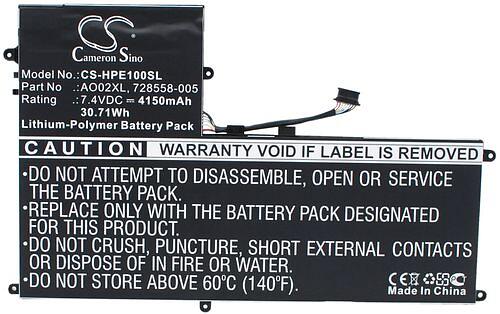 CS
Cameron Sino
Model No.:CS-HPE100SL
Part No :AO02XL, 728558-005
Rating :7.4VDC⎓ 4150mAh
30.71Wh
Lithium-Polymer Battery Pack
CAUTION WARRANTY VOID IF LABEL IS REMOVED
•DO NOT ATTEMPT TO DISASSEMBLE, OPEN OR SERVICE
THE BATTERY PACK.
•REPLACE ONLY WITH THE BATTERY PACK DESIGNATED
FOR THIS PRODUCT.
•DO NOT CRUSH, PUNCTURE, SHORT EXTERNAL CONTACTS
OR DISPOSE OF IN FIRE OR WATER.
•DO NOT STORE ABOVE 60°C (140°F).
CE
Made In China